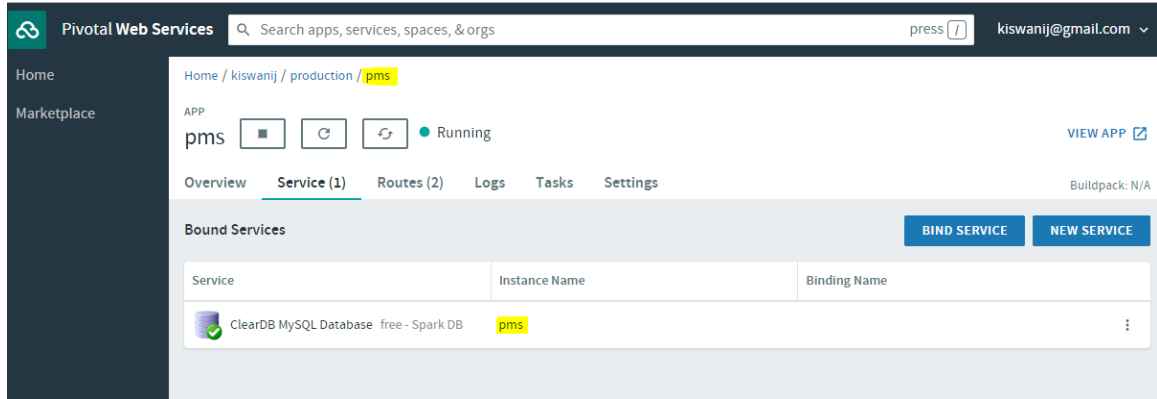 Pivotal Web Services
Search apps, services, spaces, & orgs
press /
kiswanij@gmail.com
Home
Marketplace
Home / kiswanij / production / pms
APP
pms
Running
VIEW APP
Overview Service (1) Routes (2) Logs Tasks Settings
Buildpack: N/A
Bound Services
BIND SERVICE
NEW SERVICE
Service Instance Name Binding Name
ClearDB MySQL Database free - Spark DB pms